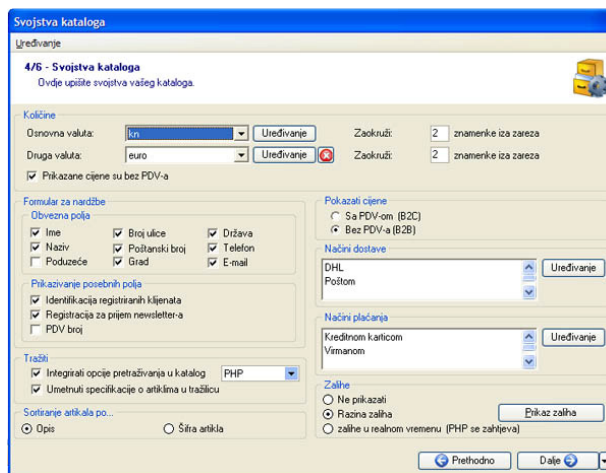 Svojstva kataloga
Uređivanje
4/6 - Svojstva kataloga
Ovdje upišite svojstva vašeg kataloga.
Količine
Osnovna valuta: kn Uređivanje Zaokruži: 2 znamenke iza zareza
Druga valuta: euro Uređivanje Zaokruži: 2 znamenke iza zareza
Prikazane cijene su bez PDV-a
Formular za nardžbe
Obvezna polja
Ime Broj ulice Država
Naziv Poštanski broj Telefon
Poduzeće Grad E-mail
Prikazivanje posebnih polja
Identifikacija registriranih klijenata
Registracija za prijem newsletter-a
PDV broj
Tražiti
Integrirati opcije pretraživanja u katalog PHP
Umetnuti specifikacije o artiklima u tražilicu
Sortiranje artikala po...
Opis Šifra artikla
Pokazati cijene
Sa PDV-om (B2C)
Bez PDV-a (B2B)
Načini dostave
DHL Uređivanje
Poštom
Načini plaćanja
Kreditnom karticom Uređivanje
Virmanom
Zalihe
Ne prikazati
Razina zaliha Prikaz zaliha
zalihe u realnom vremenu (PHP se zahtjeva)
Prethodno Dalje